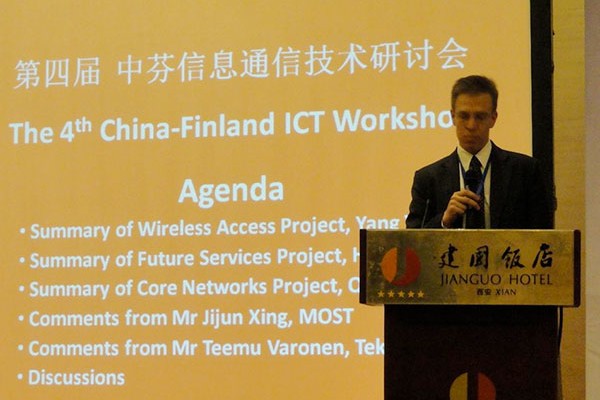 第四届 中芬信息通信技术研讨会
The 4th China-Finland ICT Workshop
Agenda
• Summary of Wireless Access Project, Yang
• Summary of Future Services Project, H
• Summary of Core Networks Project, O
• Comments from Mr Jijun Xing, MOST
• Comments from Mr Teemu Varonen, Tek
• Discussions
建国饭店
JIANGUO HOTEL
西安 XIAN